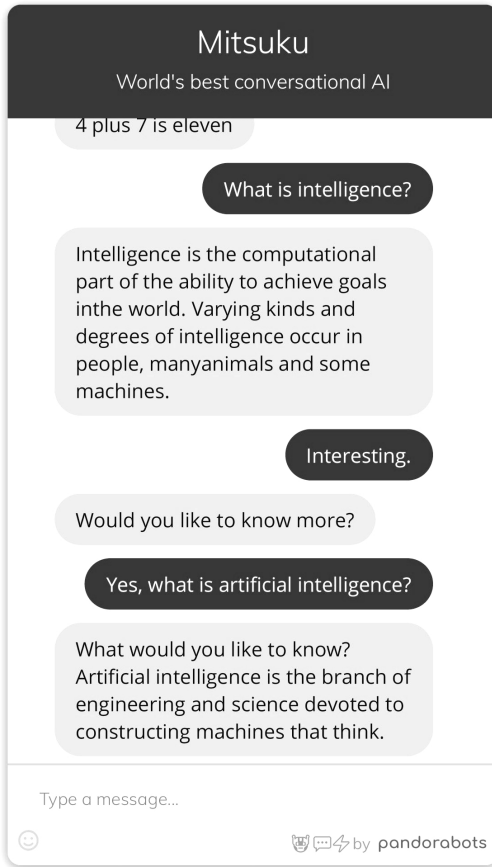 Mitsuku
World's best conversational AI
4 plus 7 is eleven
What is intelligence?
Intelligence is the computational
part of the ability to achieve goals
inthe world. Varying kinds and
degrees of intelligence occur in
people, manyanimals and some
machines.
Interesting.
Would you like to know more?
Yes, what is artificial intelligence?
What would you like to know?
Artificial intelligence is the branch of
engineering and science devoted to
constructing machines that think.
Type a message...
by pandorabots